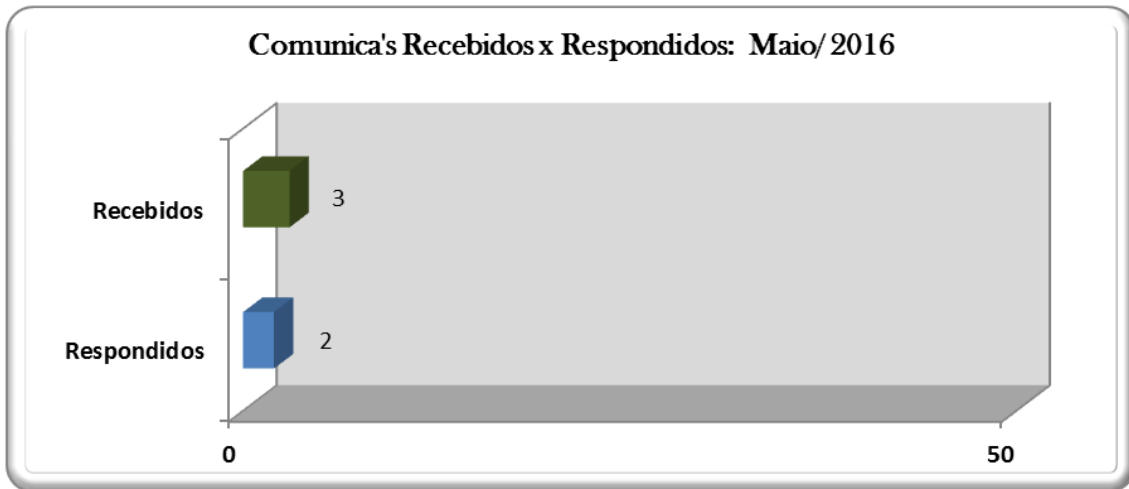 Comunica's Recebidos x Respondidos: Maio/ 2016
Recebidos
3
Respondidos
2
0
50